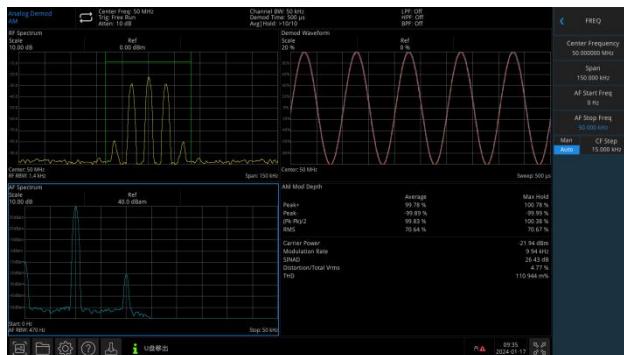 Analog Demod
AM
Center Freq: 50 MHz
Trig: Free Run
Atten: 10 dB
Channel BW: 50 kHz
Demod Time: 500 μs
Avg|Hold: >10/10
LPF: Off
HPF: Off
BPF: Off
FREQ
Center Frequency
50.000000 MHz
Span
150.000 kHz
AF Start Freq
0 Hz
AF Stop Freq
50.000 kHz
Man
Auto
CF Step
15.000 kHz
RF Spectrum
Scale
10.00 dB
Ref
0.00 dBm
Center: 50 MHz
RF RBW: 1.4 kHz
Span: 150 kHz
Demod Waveform
Scale
20 %
Ref
0 %
Center: 50 MHz
Sweep: 500 μs
AF Spectrum
Scale
10.00 dB
Ref
40.0 dBam
Start: 0 Hz
AF RBW: 470 Hz
Stop: 50 kHz
AM Mod Depth
Average
Max Hold
Peak+
99.78 %
100.78 %
Peak-
-99.89 %
-99.99 %
(Pk-Pk)/2
99.83 %
100.38 %
RMS
70.64 %
70.67 %
Carrier Power
-21.94 dBm
Modulation Rate
9.94 kHz
SINAD
26.43 dB
Distortion/Total Vrms
4.77 %
THD
110.944 m%
U盘移出
09:35
2024-01-17